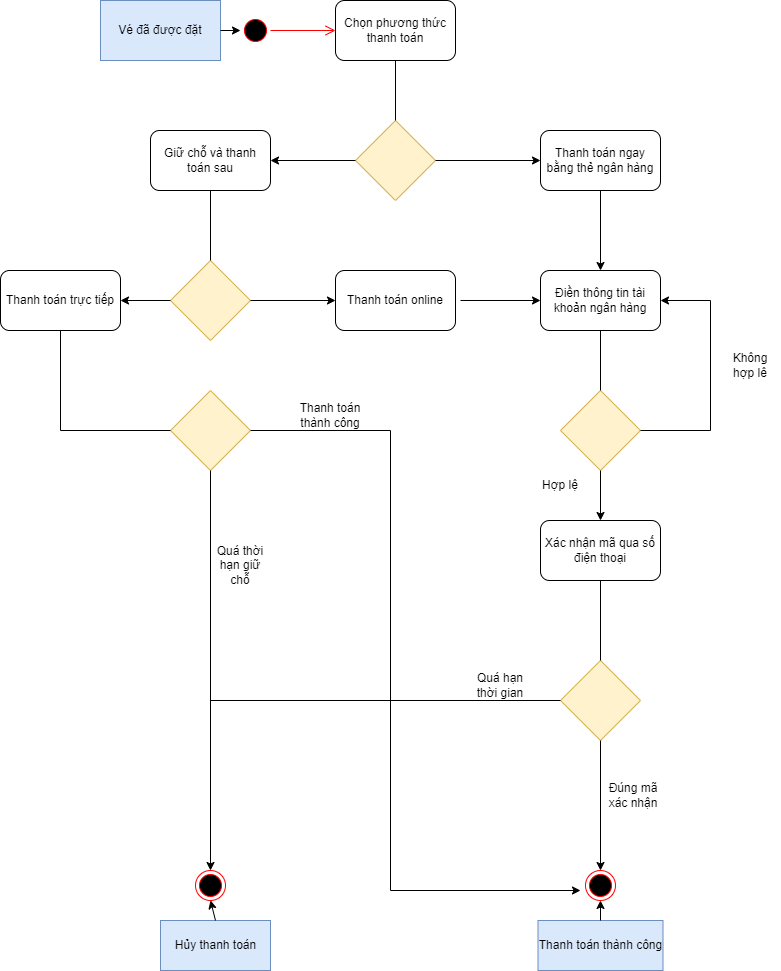 Vé đã được đặt
Chọn phương thức
thanh toán
Giữ chỗ và thanh
toán sau
Thanh toán ngay
bằng thẻ ngân hàng
Thanh toán trực tiếp
Thanh toán online
Điền thông tin tài
khoản ngân hàng
Không
hợp lê
Thanh toán
thành công
Hợp lệ
Xác nhận mã qua số
điện thoại
Quá thời
hạn giữ
chỗ
Quá hạn
thời gian
Đúng mã
xác nhận
Hủy thanh toán
Thanh toán thành công